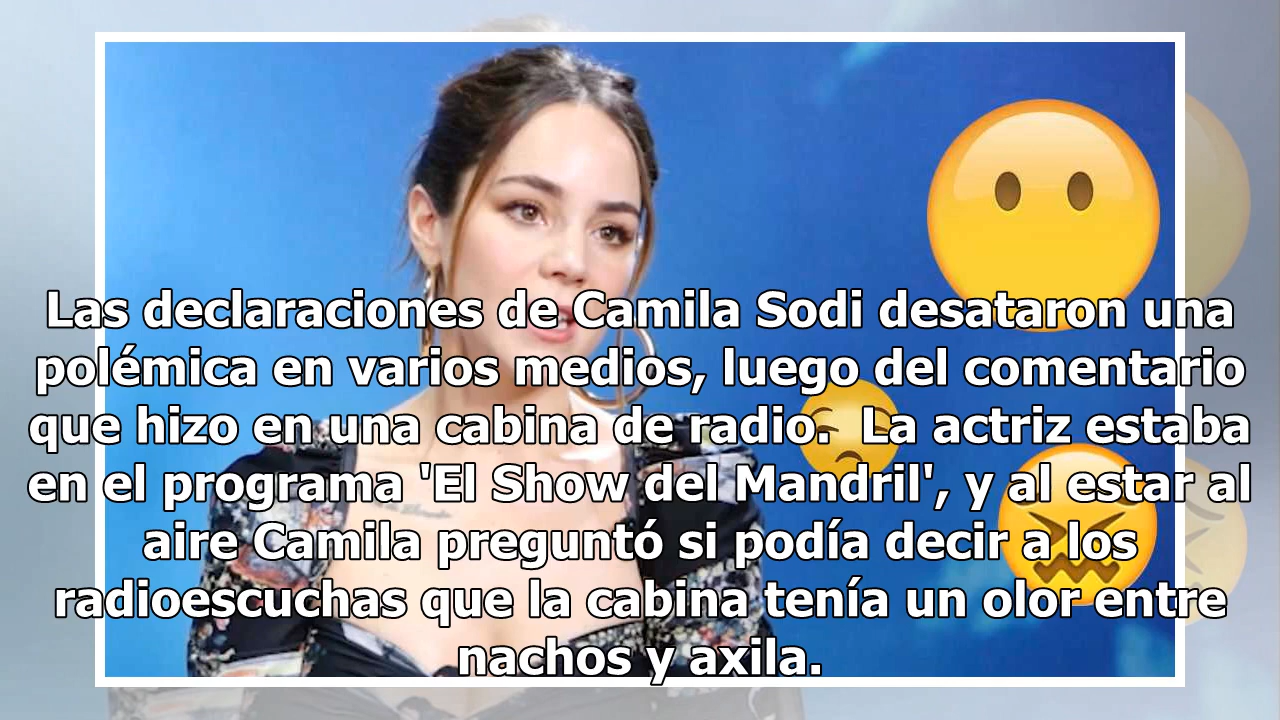 Las declaraciones de Camila Sodi desataron una
polémica en varios medios, luego del comentario
que hizo en una cabina de radio.  La actriz estaba
en el programa 'El Show del Mandril', y al estar al
aire Camila preguntó si podía decir a los
radioescuchas que la cabina tenía un olor entre
nachos y axila.